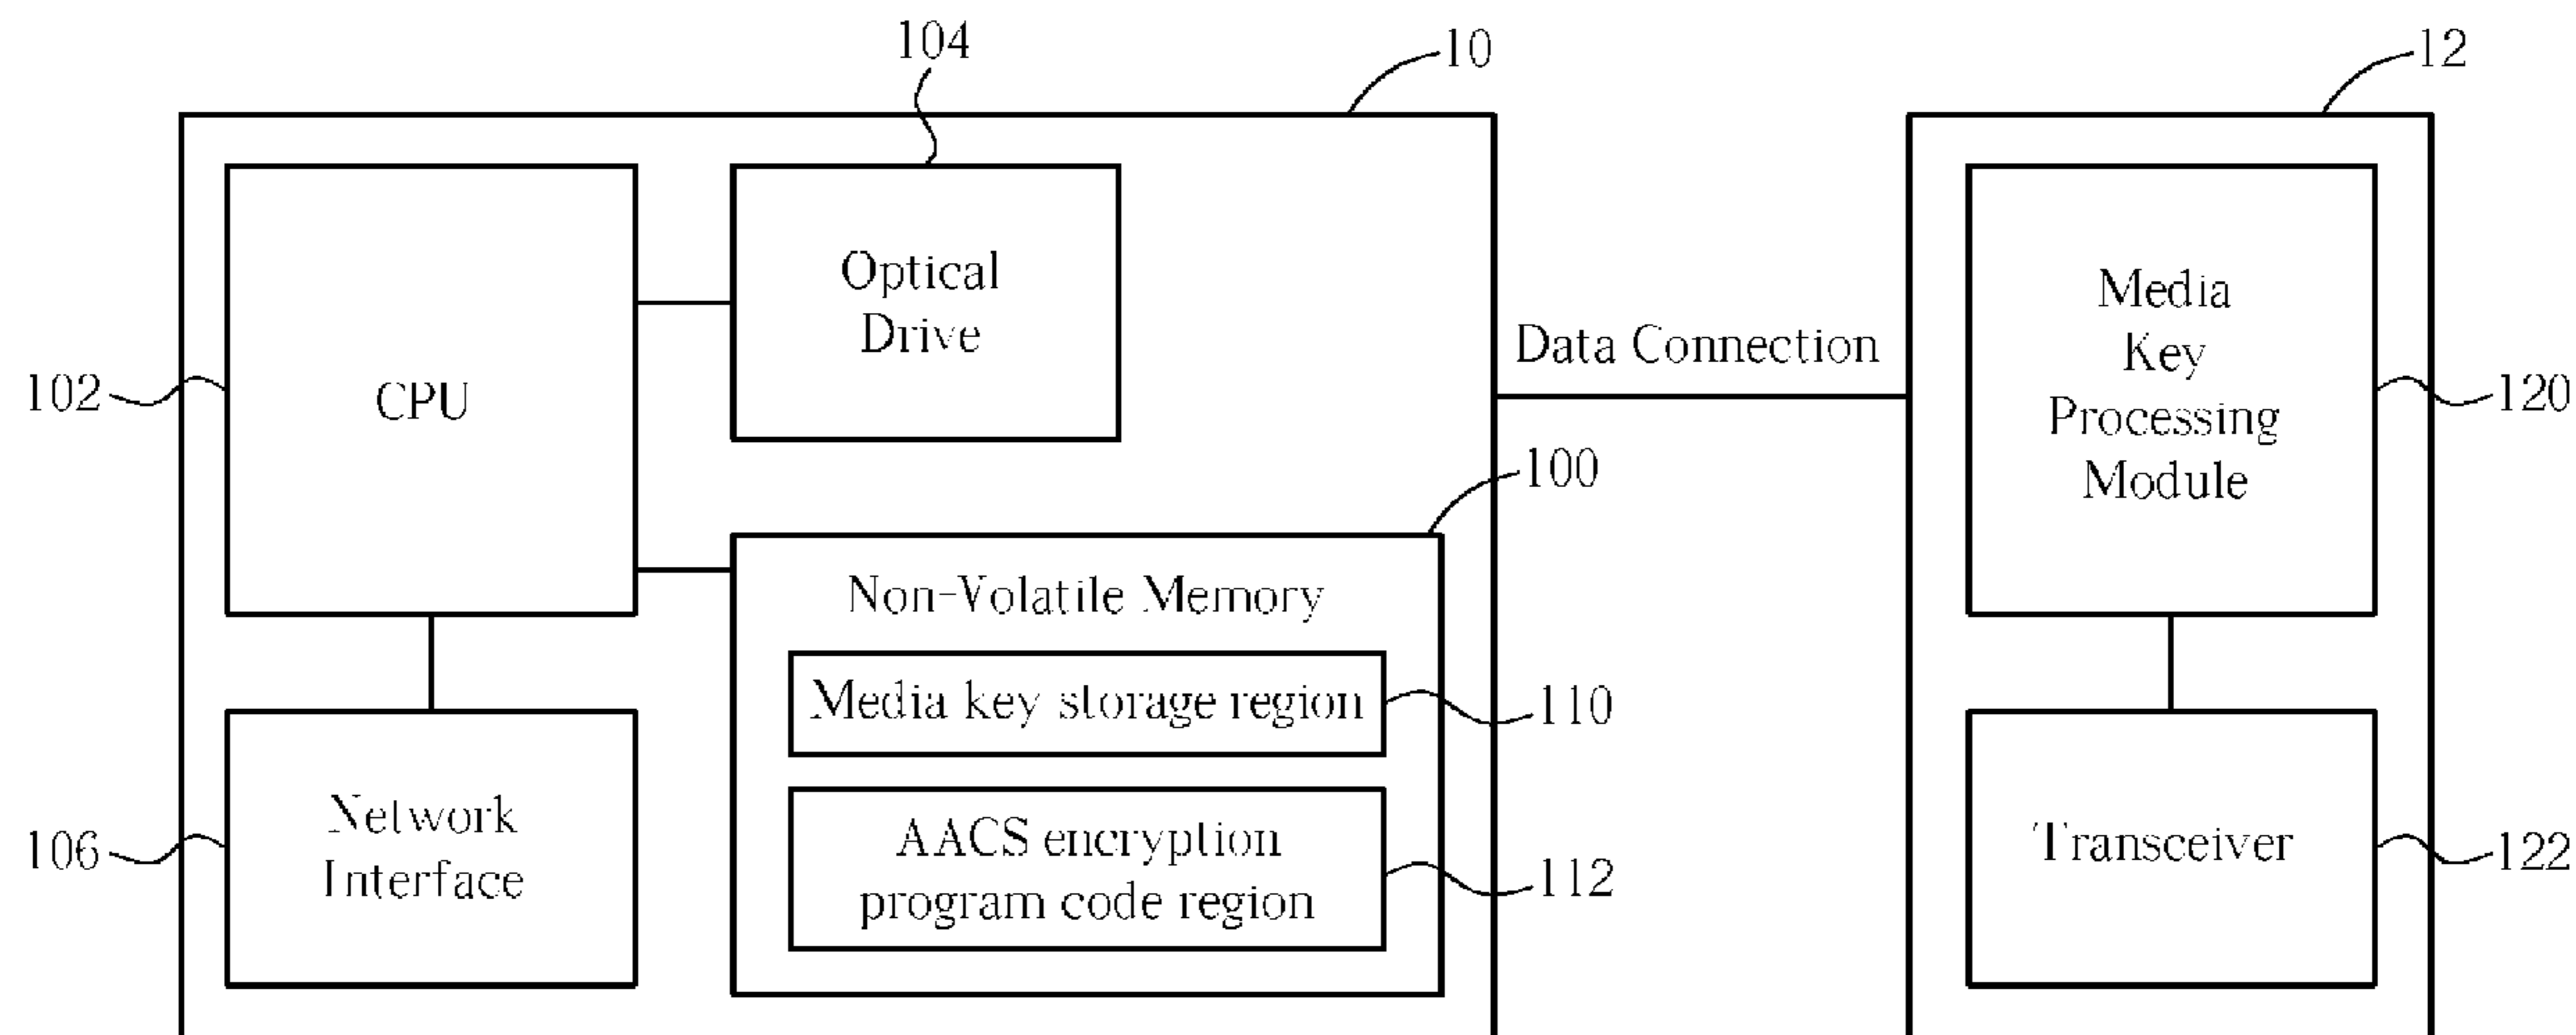 104
10
12
Optical
Drive
Media
Key
Processing
Module
Data Connection
102
CPU
120
100
Non-Volatile Memory
Media key storage region
110
Network
Interface
106
AACS encryption
program code region
112
Transceiver
122